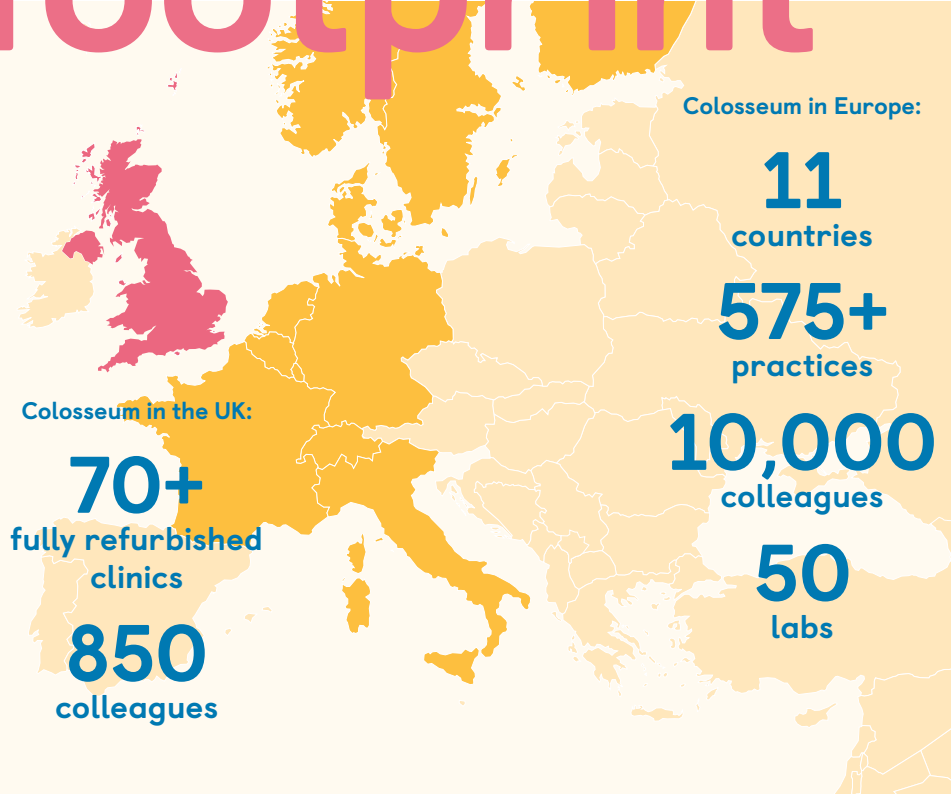 footprint
Colosseum in Europe:
11
countries
575+
practices
10,000
colleagues
50
labs
Colosseum in the UK:
70+
fully refurbished
clinics
850
colleagues